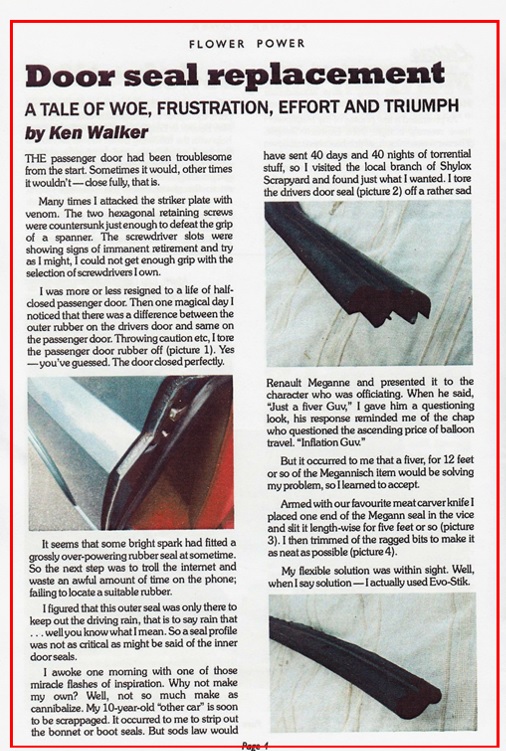 FLOWER POWER
Door seal replacement
A TALE OF WOE, FRUSTRATION, EFFORT AND TRIUMPH
by Ken Walker
THE passenger door had been troublesome
from the start. Sometimes it would, other times
it wouldn't — close fully, that is.
Many times I attacked the striker plate with
venom. The two hexagonal retaining screws
were countersunk just enough to defeat the grip
of a spanner. The screwdriver slots were
showing signs of immanent retirement and try
as I might, I could not get enough grip with the
selection of screwdrivers I own.
I was more or less resigned to a life of half-
closed passenger door. Then one magical day I
noticed that there was a difference between the
outer rubber on the drivers door and same on
the passenger door. Throwing caution etc, I tore
the passenger door rubber off (picture 1). Yes
— you've guessed. The door closed perfectly.
It seems that some bright spark had fitted a
grossly over-powering rubber seal at sometime.
So the next step was to troll the internet and
waste an awful amount of time on the phone;
failing to locate a suitable rubber.
I figured that this outer seal was only there to
keep out the driving rain, that is to say rain that
. . . well you know what I mean. So a seal profile
was not as critical as might be said of the inner
door seals.
I awoke one morning with one of those
miracle flashes of inspiration. Why not make
my own? Well, not so much make as
cannibalize. My 10-year-old "other car" is soon
to be scrappaged. It occurred to me to strip out
the bonnet or boot seals. But sods law would
have sent 40 days and 40 nights of torrential
stuff, so I visited the local branch of Shylox
Scrapyard and found just what I wanted. I tore
the drivers door seal (picture 2) off a rather sad
Renault Meganne and presented it to the
character who was officiating. When he said,
"Just a fiver Guv," I gave him a questioning
look, his response reminded me of the chap
who questioned the ascending price of balloon
travel. "Inflation Guv."
But it occurred to me that a fiver, for 12 feet
or so of the Megannisch item would be solving
my problem, so I learned to accept.
Armed with our favourite meat carver knife I
placed one end of the Megann seal in the vice
and slit it length-wise for five feet or so (picture
3). I then trimmed of the ragged bits to make it
as neat as possible (picture 4).
My flexible solution was within sight. Well,
when I say solution — I actually used Evo-Stik.
Page 4